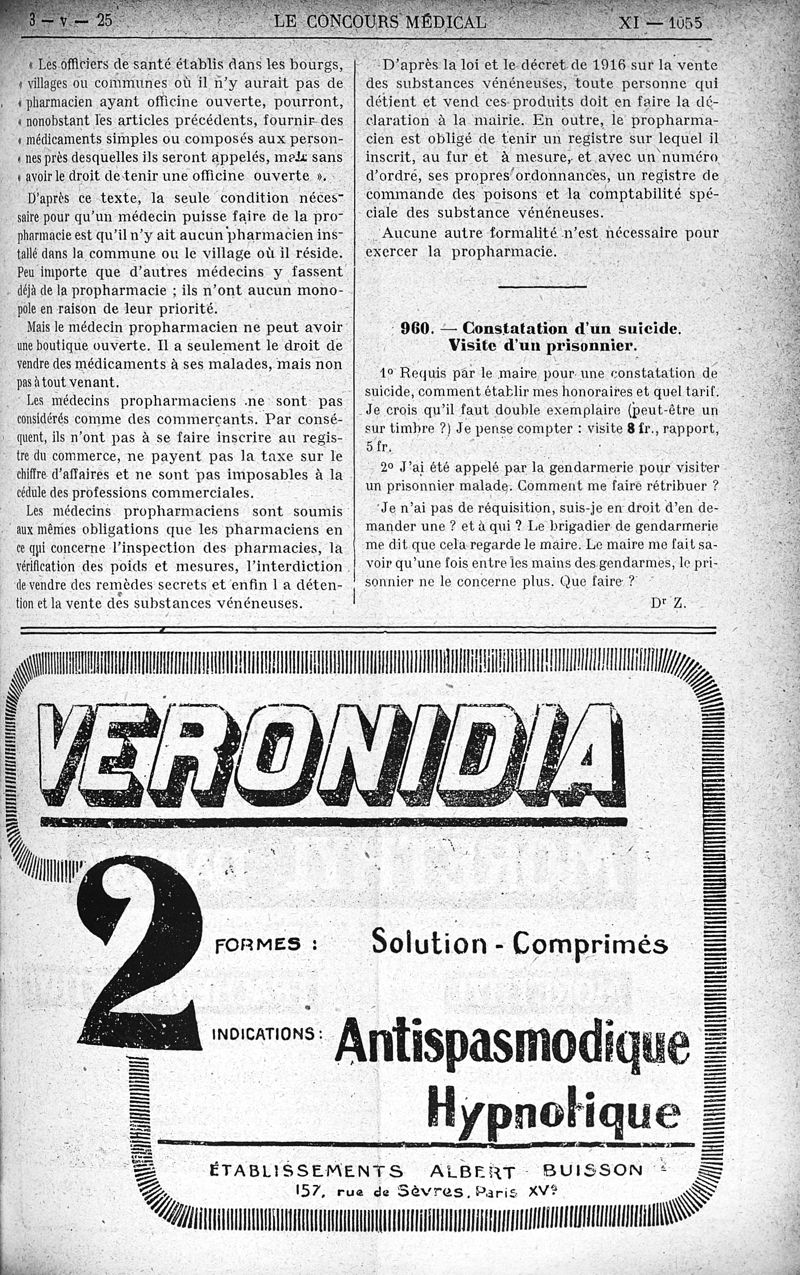 3 — V — 25
LE CONCOURS MÉDICAL
XI — 1055
« Les officiers de santé établis dans les bourgs,
« villages ou communes où il n'y aurait pas de
« pharmacien ayant officine ouverte, pourront,
« nonobstant les articles précédents, fournir des
« médicaments simples ou composés aux person-
« nes près desquelles ils seront appelés, mais sans
« avoir le droit de tenir une officine ouverte ».
D'après ce texte, la seule condition néces-
saire pour qu'un médecin puisse faire de la pro-
pharmacie est qu'il n'y ait aucun pharmacien ins-
tallé dans la commune ou le village où il réside.
Peu importe que d'autres médecins y fassent
déjà de la propharmacie ; ils n'ont aucun mono-
pole en raison de leur priorité.
Mais le médecin propharmacien ne peut avoir
une boutique ouverte. Il a seulement le droit de
vendre des médicaments à ses malades, mais non
pas à tout venant.
Les médecins propharmaciens ne sont pas
considérés comme des commerçants. Par consé-
quent, ils n'ont pas à se faire inscrire au regis-
tre du commerce, ne payent pas la taxe sur le
chiffre d'affaires et ne sont pas imposables à la
cédule des professions commerciales.
Les médecins propharmaciens sont soumis
aux mêmes obligations que les pharmaciens en
ce qui concerne l'inspection des pharmacies, la
vérification des poids et mesures, l'interdiction
de vendre des remèdes secrets et enfin l a déten-
tion et la vente des substances vénéneuses.
D'après la loi et le décret de 1916 sur la vente
des substances vénéneuses, toute personne qui
détient et vend ces produits doit en faire la dé-
claration à la mairie. En outre, le propharma-
cien est obligé de tenir un registre sur lequel il
inscrit, au fur et à mesure, et avec un numéro
d'ordre, ses propres ordonnances, un registre de
commande des poisons et la comptabilité spé-
ciale des substance vénéneuses.
Aucune autre formalité n'est nécessaire pour
exercer la propharmacie.
960. — Constatation d'un suicide.
Visite d'un prisonnier.
1º Requis par le maire pour une constatation de
suicide, comment établir mes honoraires et quel tarif.
Je crois qu'il faut double exemplaire (peut-être un
sur timbre ?) Je pense compter : visite 8 fr., rapport,
5 fr.
2º J'ai été appelé par la gendarmerie pour visiter
un prisonnier malade. Comment me faire rétribuer ?
Je n'ai pas de réquisition, suis-je en droit d'en de-
mander une ? et à qui ? Le brigadier de gendarmerie
me dit que cela regarde le maire. Le maire me fait sa-
voir qu'une fois entre les mains des gendarmes, le pri-
sonnier ne le concerne plus. Que faire ?
Dr Z.
VERONIDIA
2
FORMES : Solution - Comprimés
INDICATIONS : Antispasmodique
Hypnotique
ÉTABLISSEMENTS ALBERT BUISSON
157, rue de Sèvres, Paris XVe